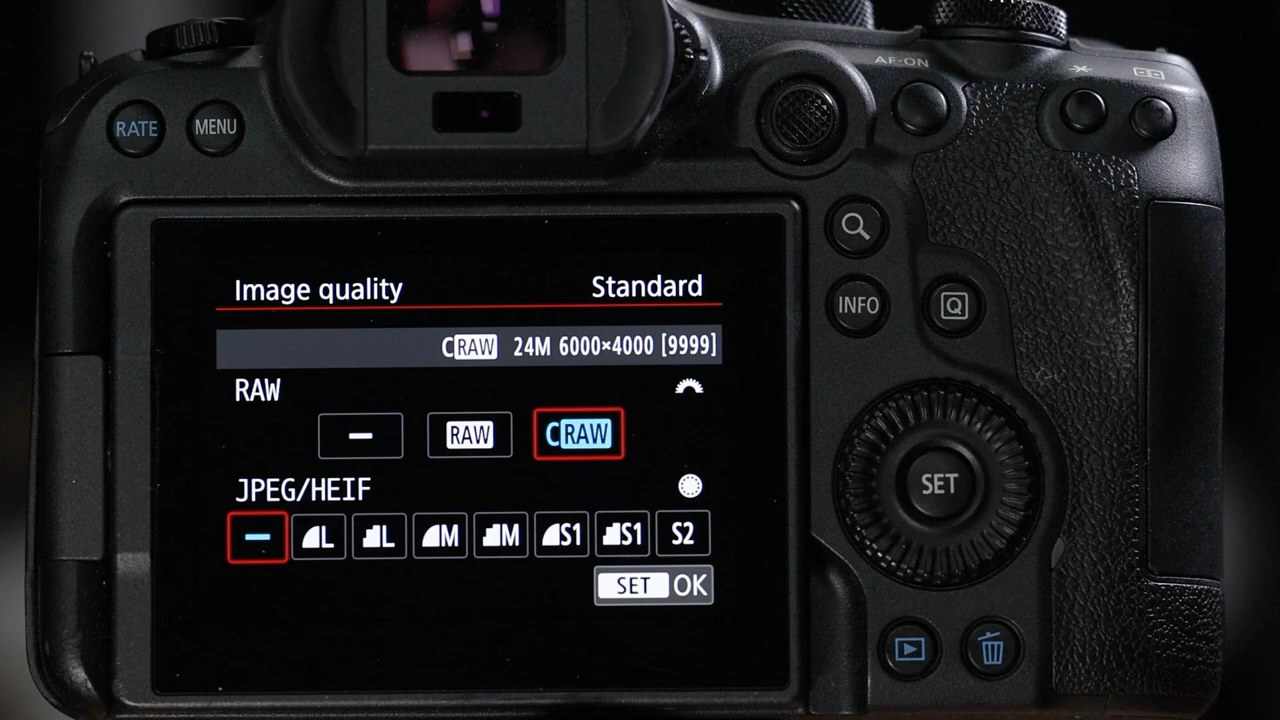 AF-ON
RATE
MENU
INFO
Q
Image quality Standard
CRAW 24M 6000×4000 [9999]
RAW
— RAW CRAW
JPEG/HEIF
— L L M M S1 S1 S2
SET OK
SET